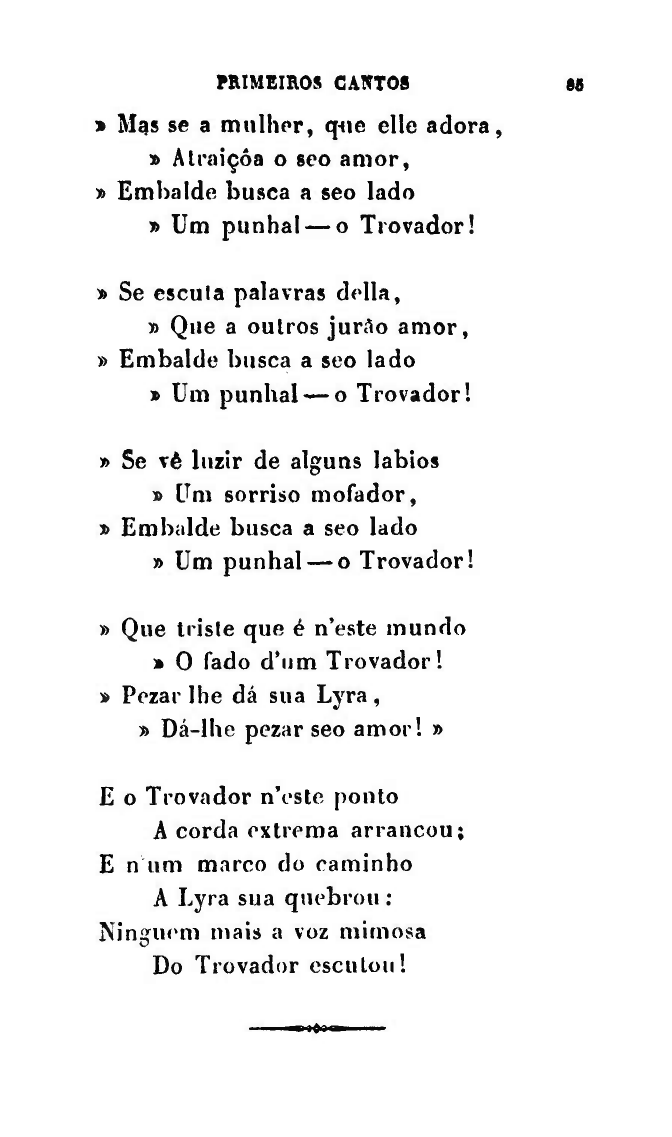 PRIMEIROS CANTOS 85
» Mas se a mulher, que elle adora,
» Atraiçôa o seo amor,
» Embalde busca a seo lado
» Um punhal — o Trovador!
» Se escuta palavras della,
» Que a outros jurão amor,
» Embalde busca a seo lado
» Um punhal — o Trovador!
» Se vê luzir de alguns labios
» Um sorriso mofador,
» Embalde busca a seo lado
» Um punhal — o Trovador!
» Que triste que é n'este mundo
» O fado d'um Trovador!
» Pezar lhe dá sua Lyra,
» Dá-lhe pezar seo amor! »
E o Trovador n'este ponto
A corda extrema arrancou;
E n'um marco do caminho
A Lyra sua quebrou:
Ninguem mais a voz mimosa
Do Trovador escutou!